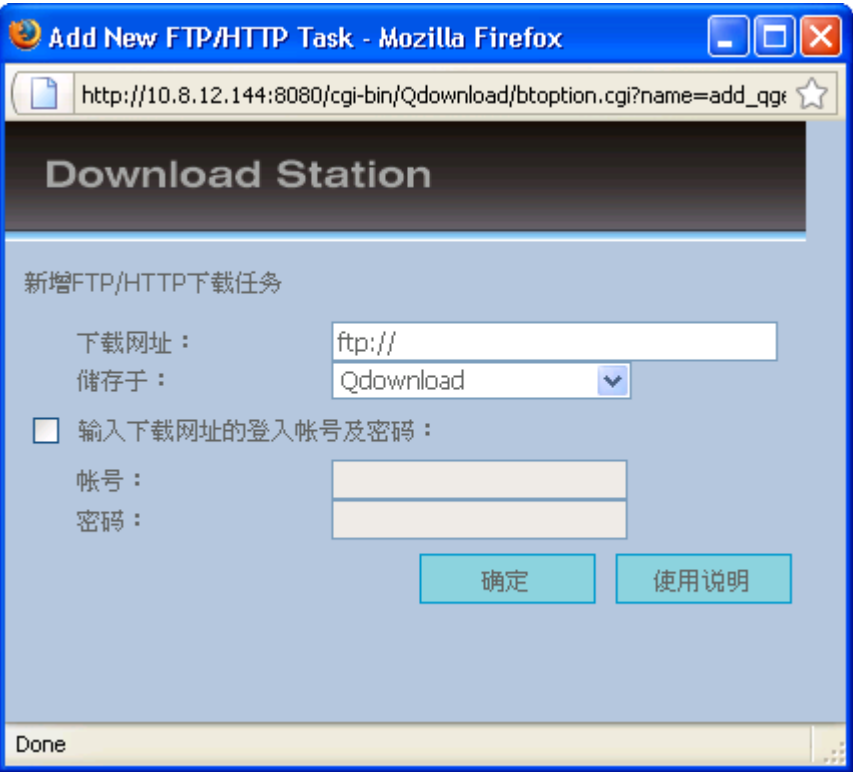 Add New FTP/HTTP Task - Mozilla Firefox
http://10.8.12.144:8080/cgi-bin/Qdownload/btoption.cgi?name=add_qge
Download Station
新增FTP/HTTP下载任务
下载网址： ftp://
储存于： Qdownload
输入下载网址的登入帐号及密码：
帐号：
密码：
确定 使用说明
Done